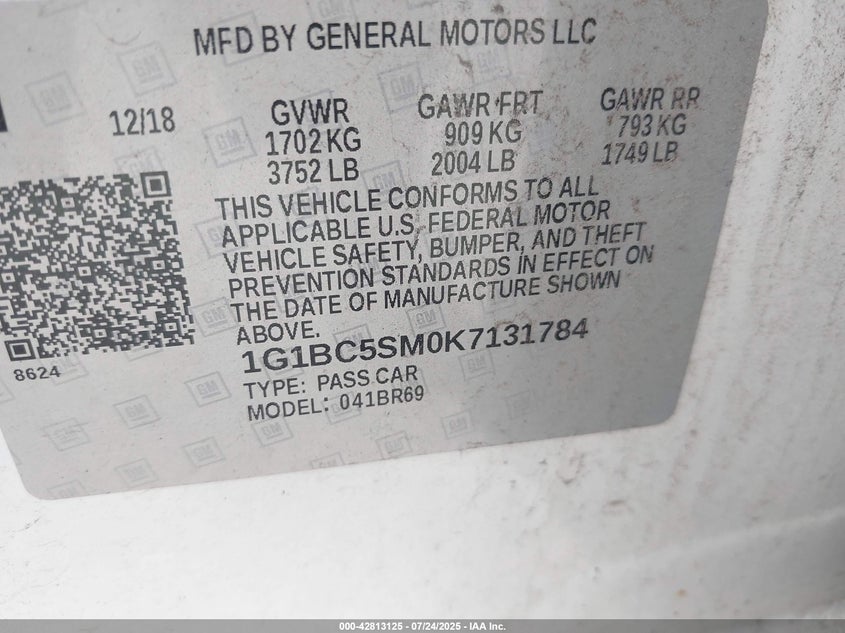 MFD BY GENERAL MOTORS LLC
12/18 GVWR GAWR FRT GAWR RR
1702 KG 909 KG 793 KG
3752 LB 2004 LB 1749 LB
THIS VEHICLE CONFORMS TO ALL
APPLICABLE U.S. FEDERAL MOTOR
VEHICLE SAFETY, BUMPER, AND THEFT
PREVENTION STANDARDS IN EFFECT ON
THE DATE OF MANUFACTURE SHOWN
ABOVE.
8624
1G1BC5SM0K7131784
TYPE: PASS CAR
MODEL: 041BR69
000-42813125 - 07/24/2025 - IAA Inc.